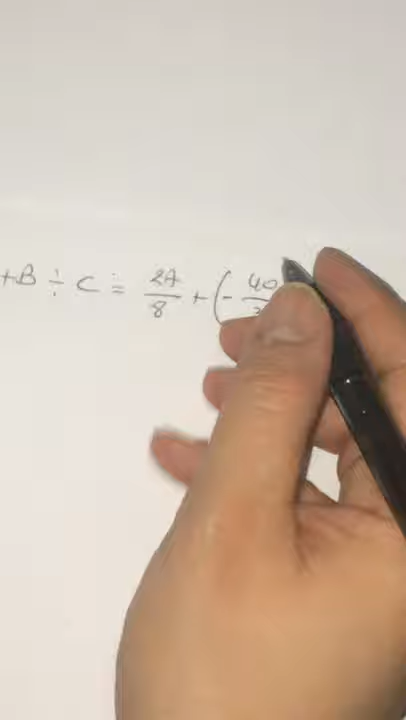 +B ÷ C = 24/8 + (- 40